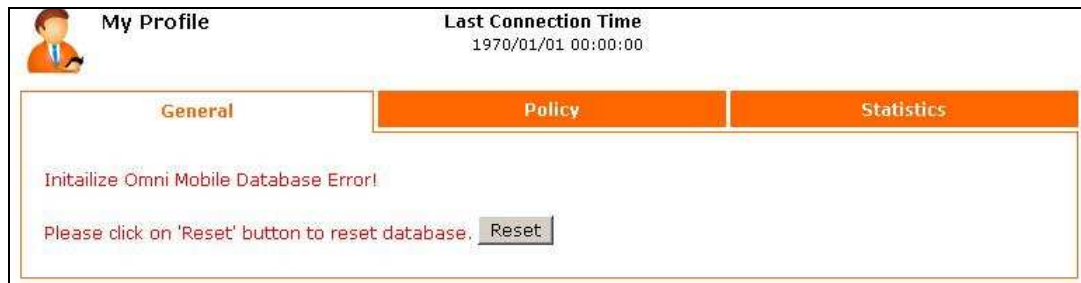 My Profile
Last Connection Time
1970/01/01 00:00:00
General
Policy
Statistics
Initailize Omni Mobile Database Error!
Please click on 'Reset' button to reset database. Reset